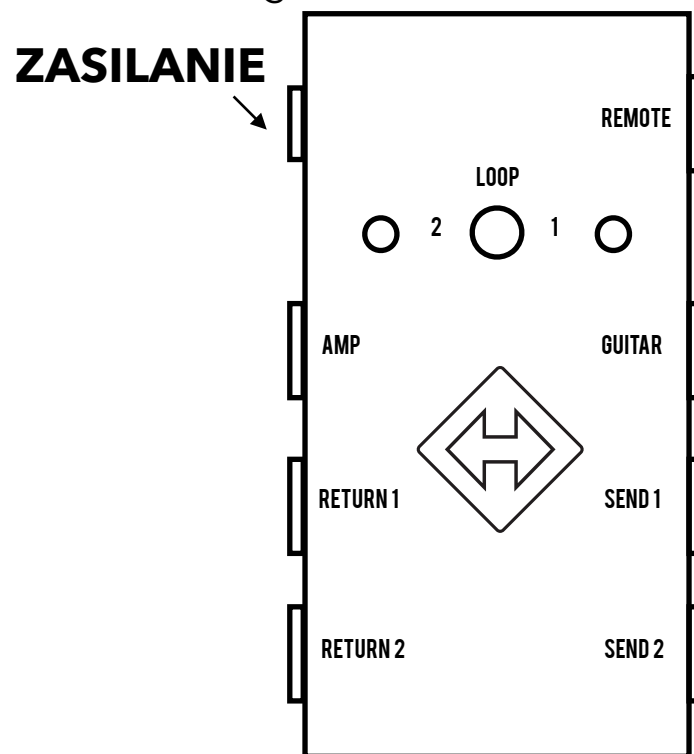 ZASILANIE
REMOTE
LOOP
2 1
AMP GUITAR
RETURN 1 SEND 1
RETURN 2 SEND 2